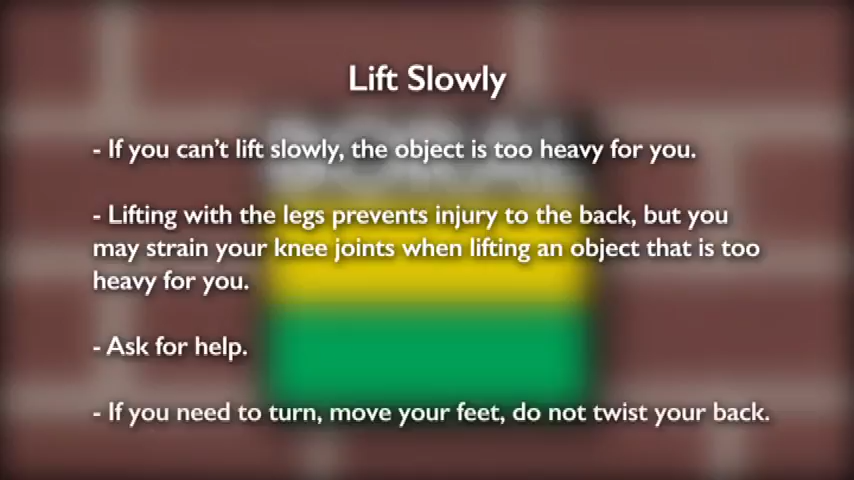 Lift Slowly
- If you can't lift slowly, the object is too heavy for you.
- Lifting with the legs prevents injury to the back, but you
may strain your knee joints when lifting an object that is too
heavy for you.
- Ask for help.
- If you need to turn, move your feet, do not twist your back.
BORAL